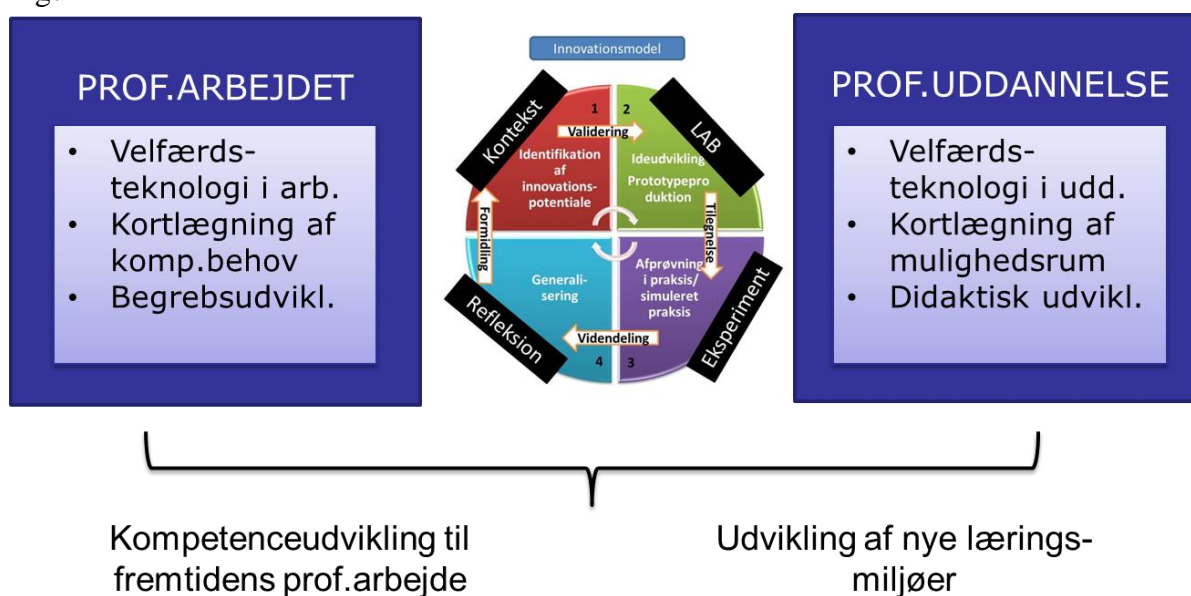 PROF.ARBEJDET
• Velfærds-
teknologi i arb.
• Kortlægning af
komp.behov
• Begrebsudvikl.
Innovationsmodel
Kontekst
1
2
LAB
Validering
Identifikation
af
innovations-
potentiale
Ideudvikling
Prototypepro
duktion
Formidling
Tilegnelse
Generali-
sering
Afprøvning
i praksis/
simuleret
praksis
Refleksion
Videndeling
Eksperiment
4
3
PROF.UDDANNELSE
• Velfærds-
teknologi i udd.
• Kortlægning af
mulighedsrum
• Didaktisk udvikl.
Kompetenceudvikling til
fremtidens prof.arbejde
Udvikling af nye lærings-
miljøer